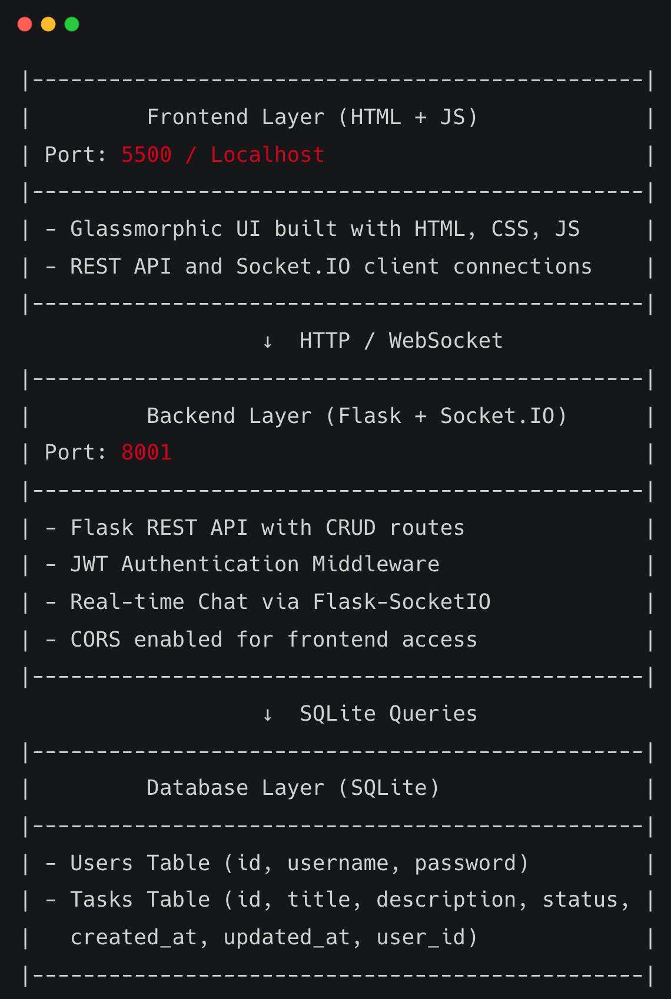 |------------------------------------------------|
|         Frontend Layer (HTML + JS)             |
| Port: 5500 / Localhost                         |
|------------------------------------------------|
| - Glassmorphic UI built with HTML, CSS, JS     |
| - REST API and Socket.IO client connections    |
|------------------------------------------------|
                   ↓  HTTP / WebSocket
|------------------------------------------------|
|         Backend Layer (Flask + Socket.IO)      |
| Port: 8001                                     |
|------------------------------------------------|
| - Flask REST API with CRUD routes              |
| - JWT Authentication Middleware                |
| - Real-time Chat via Flask-SocketIO            |
| - CORS enabled for frontend access             |
|------------------------------------------------|
                   ↓  SQLite Queries
|------------------------------------------------|
|         Database Layer (SQLite)                |
|------------------------------------------------|
| - Users Table (id, username, password)         |
| - Tasks Table (id, title, description, status, |
|   created_at, updated_at, user_id)             |
|------------------------------------------------|